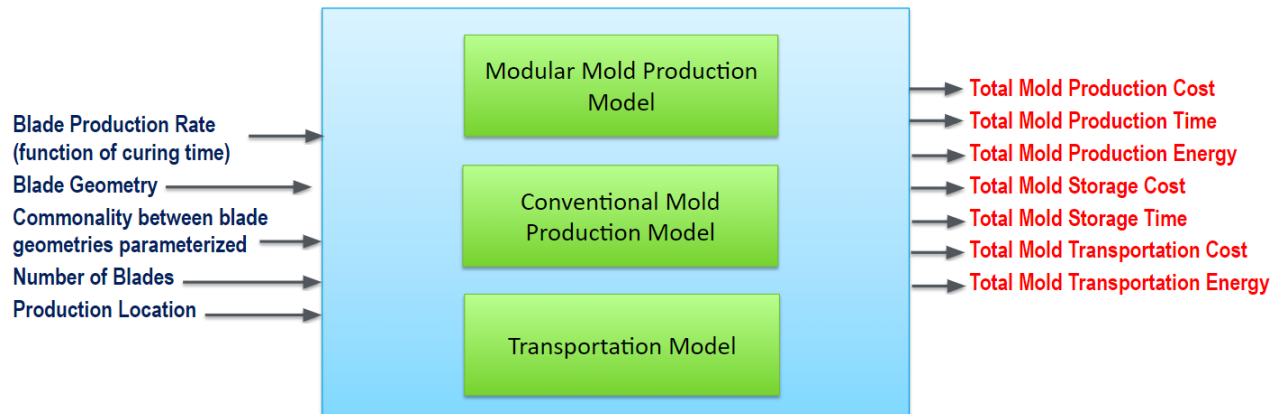 Blade Production Rate
(function of curing time)
Blade Geometry
Commonality between blade
geometries parameterized
Number of Blades
Production Location
Modular Mold Production
Model
Conventional Mold
Production Model
Transportation Model
Total Mold Production Cost
Total Mold Production Time
Total Mold Production Energy
Total Mold Storage Cost
Total Mold Storage Time
Total Mold Transportation Cost
Total Mold Transportation Energy